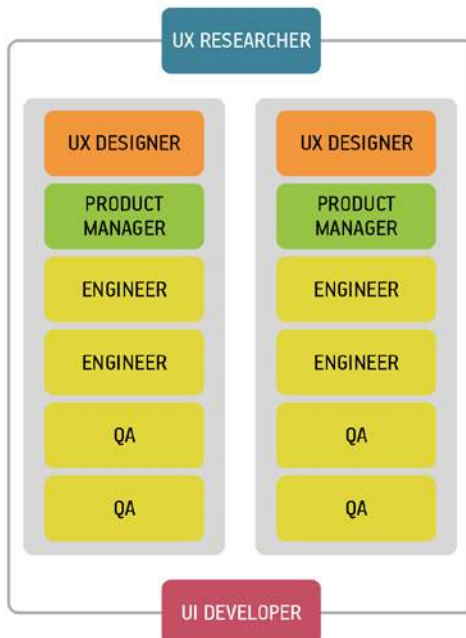 UX RESEARCHER
UX DESIGNER
PRODUCT
MANAGER
ENGINEER
ENGINEER
QA
QA
UX DESIGNER
PRODUCT
MANAGER
ENGINEER
ENGINEER
QA
QA
UI DEVELOPER